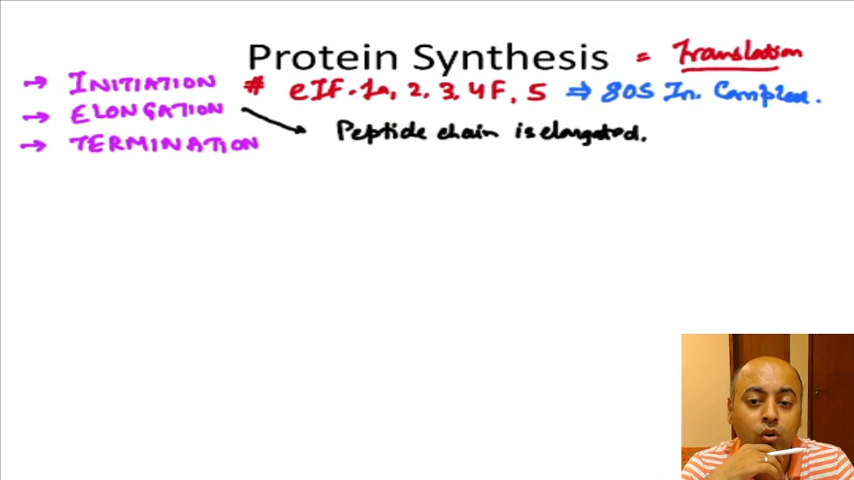 Protein Synthesis = Translation
→ INITIATION # eIF-1a, 2, 3, 4F, 5 ⇒ 80S In. Complex.
→ ELONGATION → Peptide chain is elongated.
→ TERMINATION